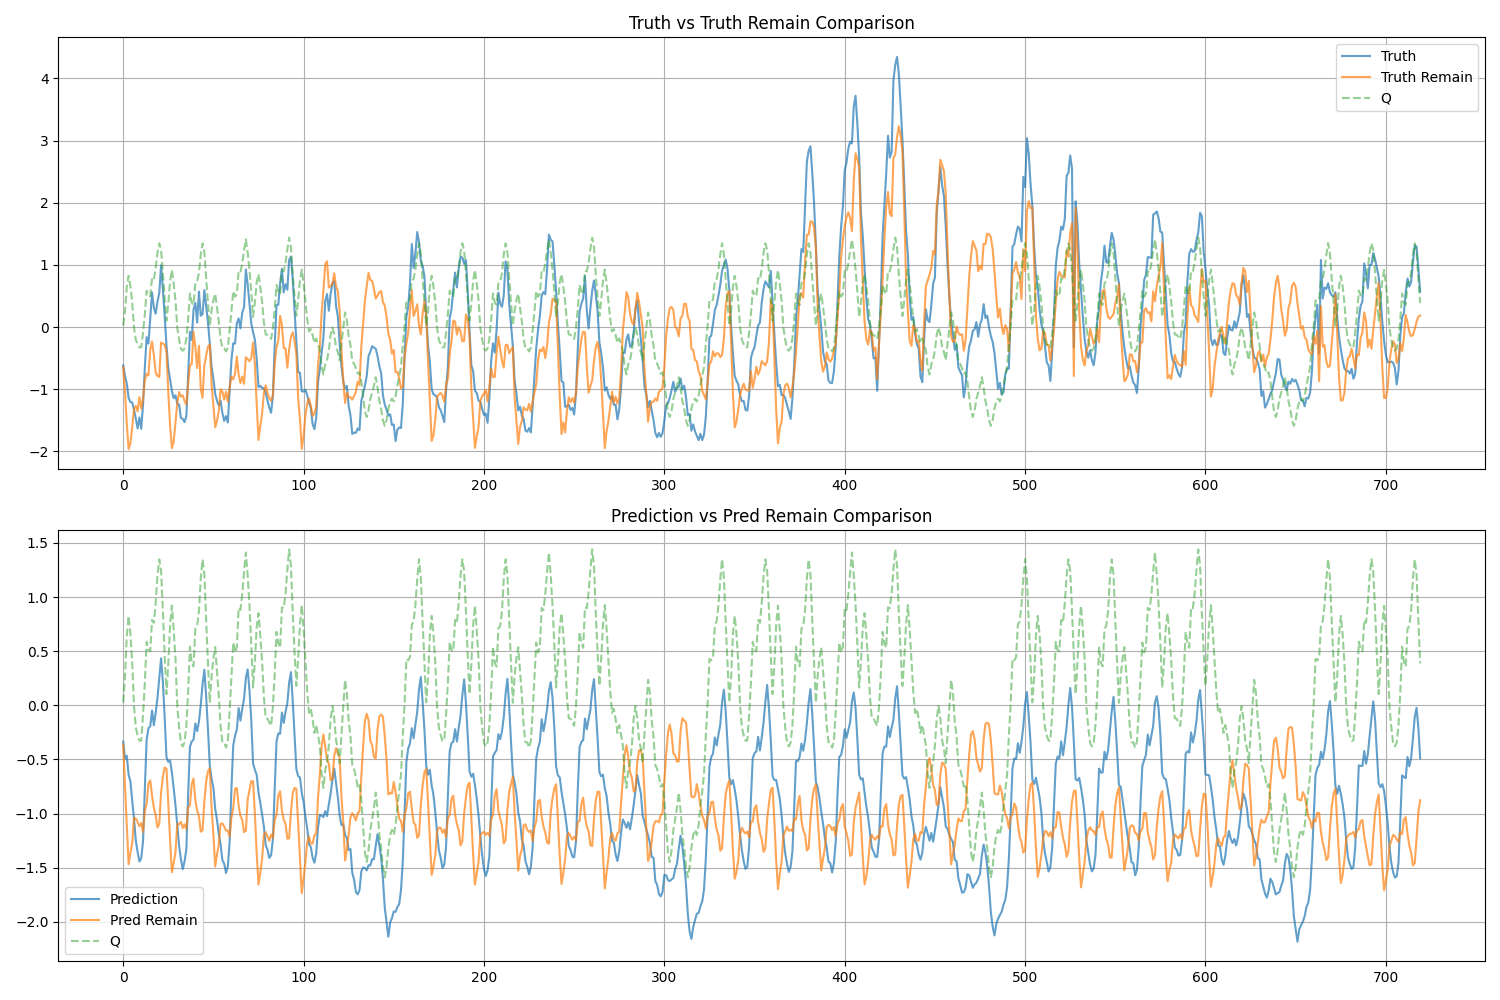 Truth vs Truth Remain Comparison
4
3
2
1
0
−1
−2
Truth
Truth Remain
Q
0 100 200 300 400 500 600 700
Prediction vs Pred Remain Comparison
1.5
1.0
0.5
0.0
−0.5
−1.0
−1.5
−2.0
Prediction
Pred Remain
Q
0 100 200 300 400 500 600 700